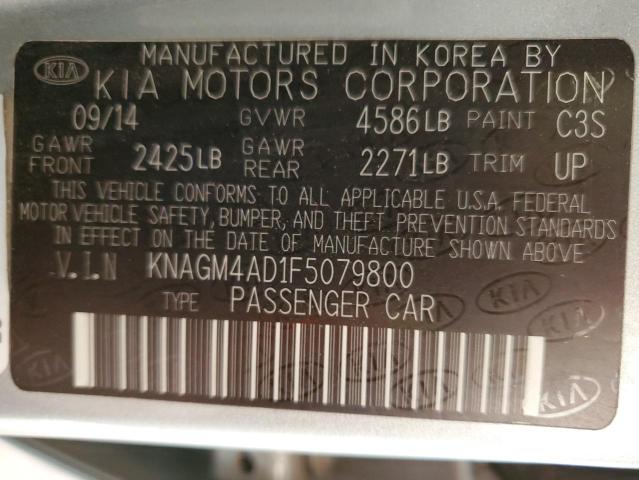 KIA
MANUFACTURED IN KOREA BY
KIA MOTORS CORPORATION
09/14 GVWR 4586LB PAINT C3S
GAWR FRONT 2425LB GAWR REAR 2271LB TRIM UP
THIS VEHICLE CONFORMS TO ALL APPLICABLE U.S.A. FEDERAL
MOTOR VEHICLE SAFETY, BUMPER, AND THEFT PREVENTION STANDARDS
IN EFFECT ON THE DATE OF MANUFACTURE SHOWN ABOVE
V.I.N KNAGM4AD1F5079800
TYPE PASSENGER CAR
KIA
KIA